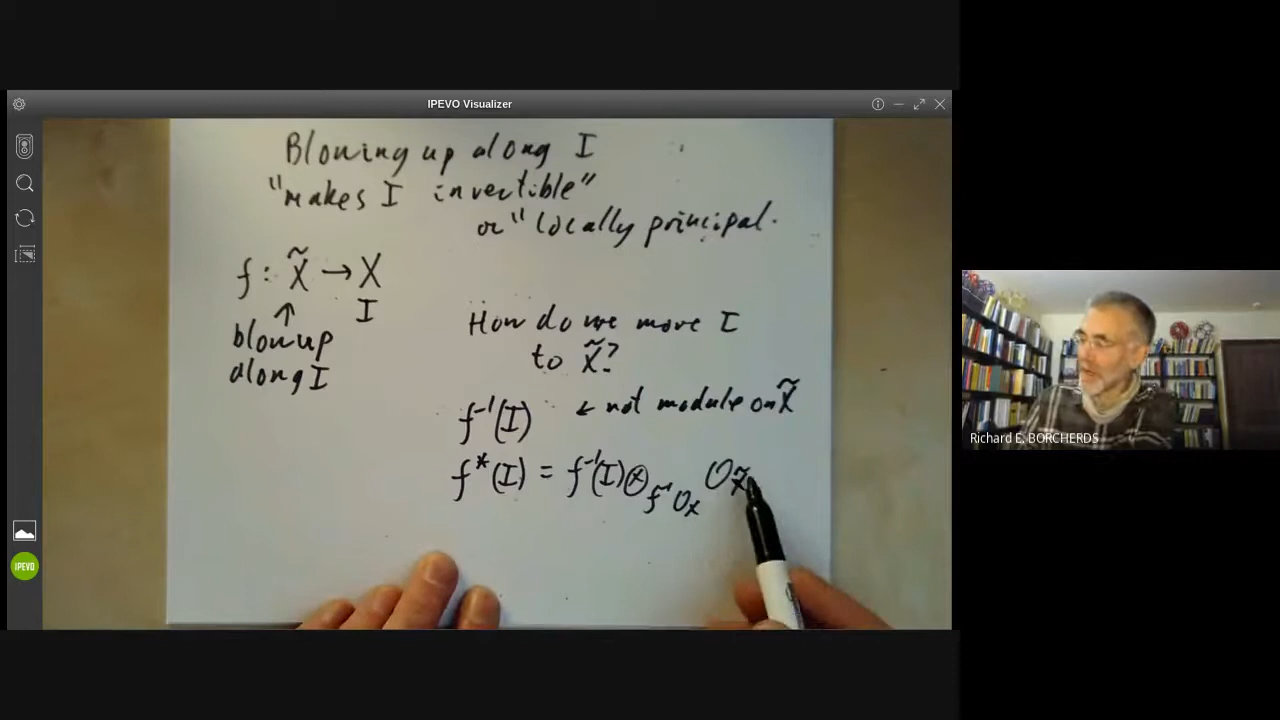 IPEVO Visualizer
Blowing up along I
"makes I invertible"
or "locally principal.
f : X̃ → X
↑ I
blowup
along I
How do we move I
to X̃?
f⁻¹(I) ← not module on X̃
f*(I) = f⁻¹(I) ⊗_{f⁻¹O_X} O_X̃
Richard E. BORCHERDS
IPEVO